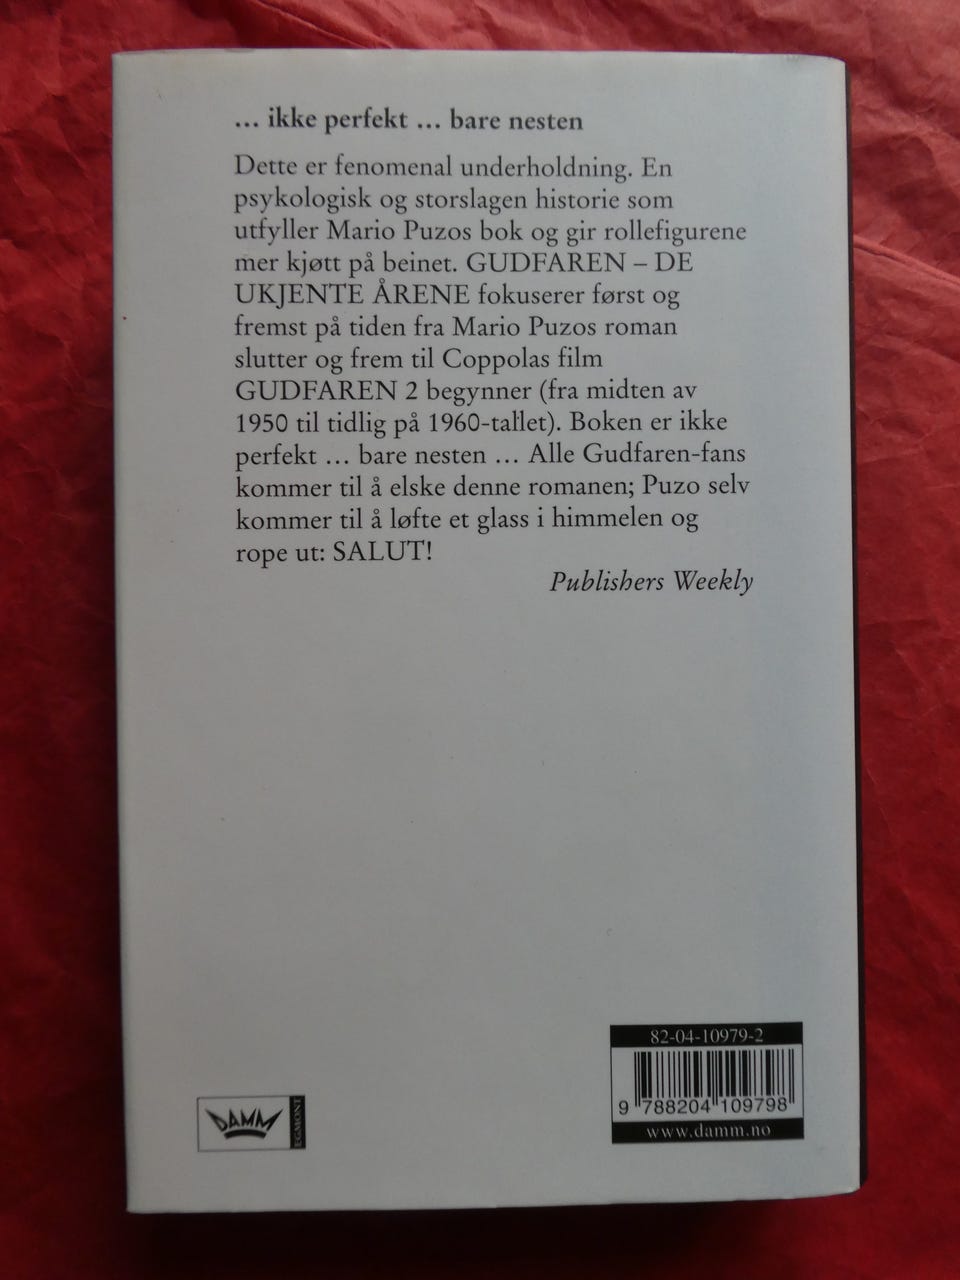 ... ikke perfekt ... bare nesten
Dette er fenomenal underholdning. En
psykologisk og storslagen historie som
utfyller Mario Puzos bok og gir rollefigurene
mer kjøtt på beinet. GUDFAREN – DE
UKJENTE ÅRENE fokuserer først og
fremst på tiden fra Mario Puzos roman
slutter og frem til Coppolas film
GUDFAREN 2 begynner (fra midten av
1950 til tidlig på 1960-tallet). Boken er ikke
perfekt ... bare nesten ... Alle Gudfaren-fans
kommer til å elske denne romanen; Puzo selv
kommer til å løfte et glass i himmelen og
rope ut: SALUT!
Publishers Weekly
82-04-10979-2
9 788204 109798
www.damm.no
DAMM
EGMONT